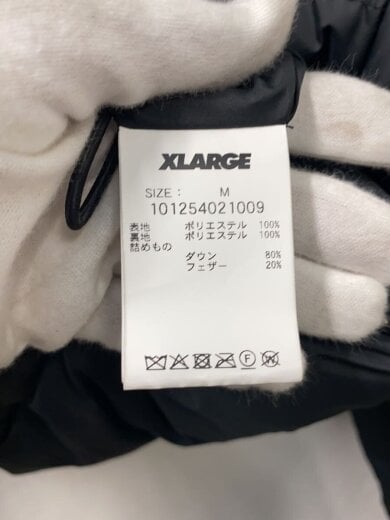 XLARGE
SIZE： M
101254021009
表地 ポリエステル 100%
裏地 ポリエステル 100%
詰めもの
ダウン 80%
フェザー 20%
F